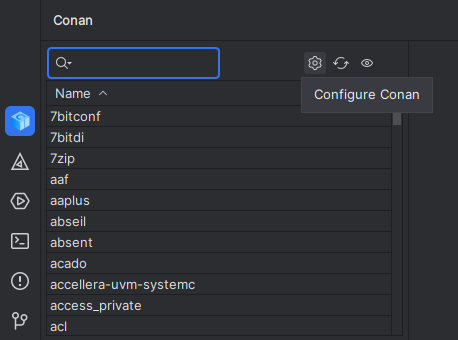 Conan
Configure Conan
Name
7bitconf
7bitdi
7zip
aaf
aaplus
abseil
absent
acado
accellera-uvm-systemc
access_private
acl